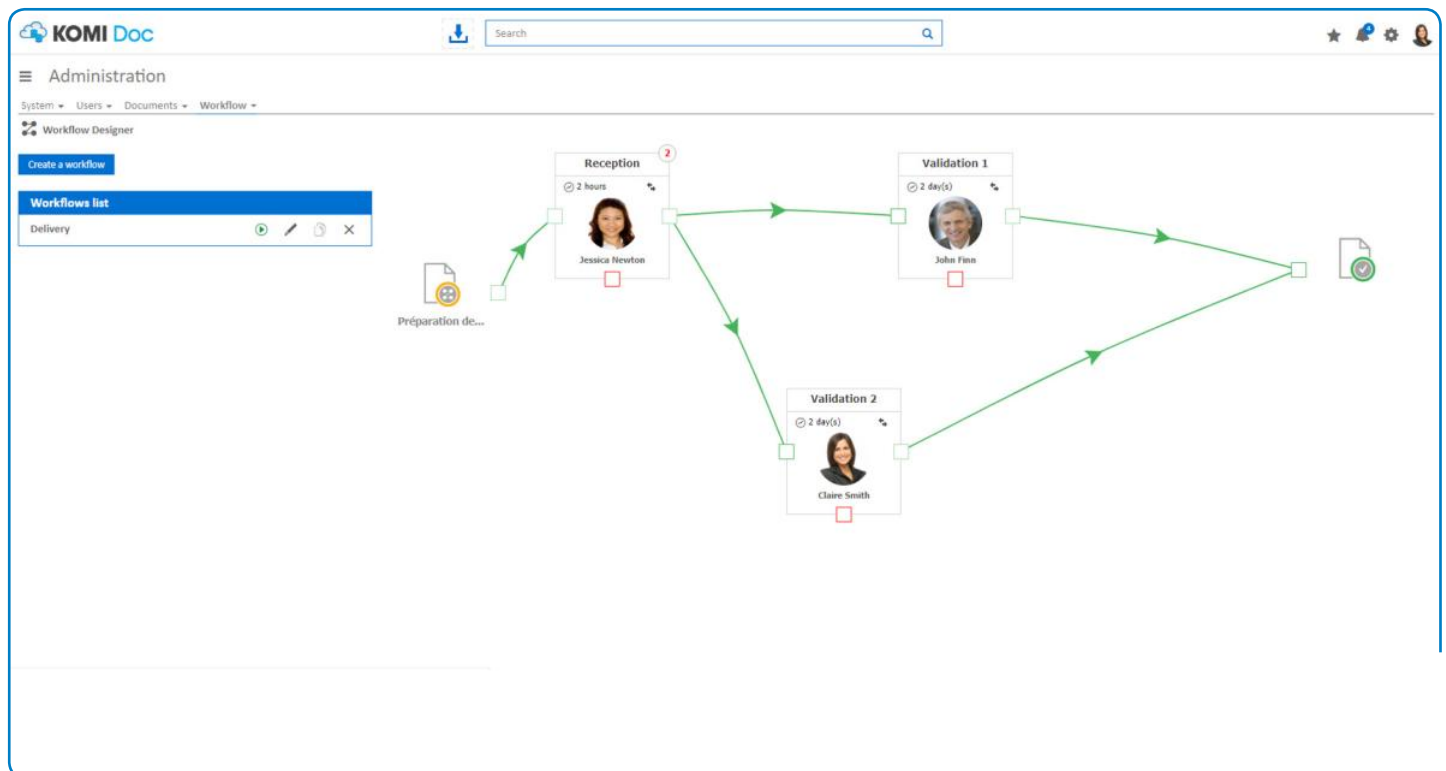 KOMI Doc
Search
4
Administration
System Users Documents Workflow
Workflow Designer
Create a workflow
Workflows list
Delivery
Reception
2
2 hours
Jessica Newton
Validation 1
2 day(s)
John Finn
Préparation de...
Validation 2
2 day(s)
Claire Smith